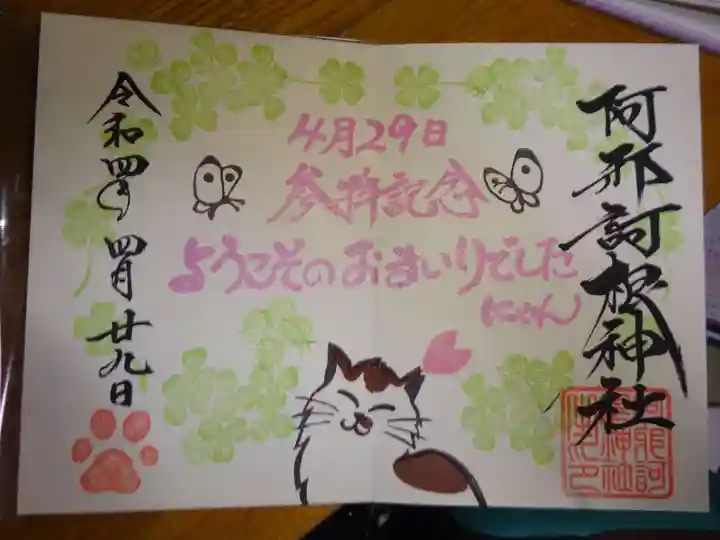 阿邪訶根神社
4月29日
参拝記念
ようこそのおまいりでした
にゃん
令和四年 四月 廿九日